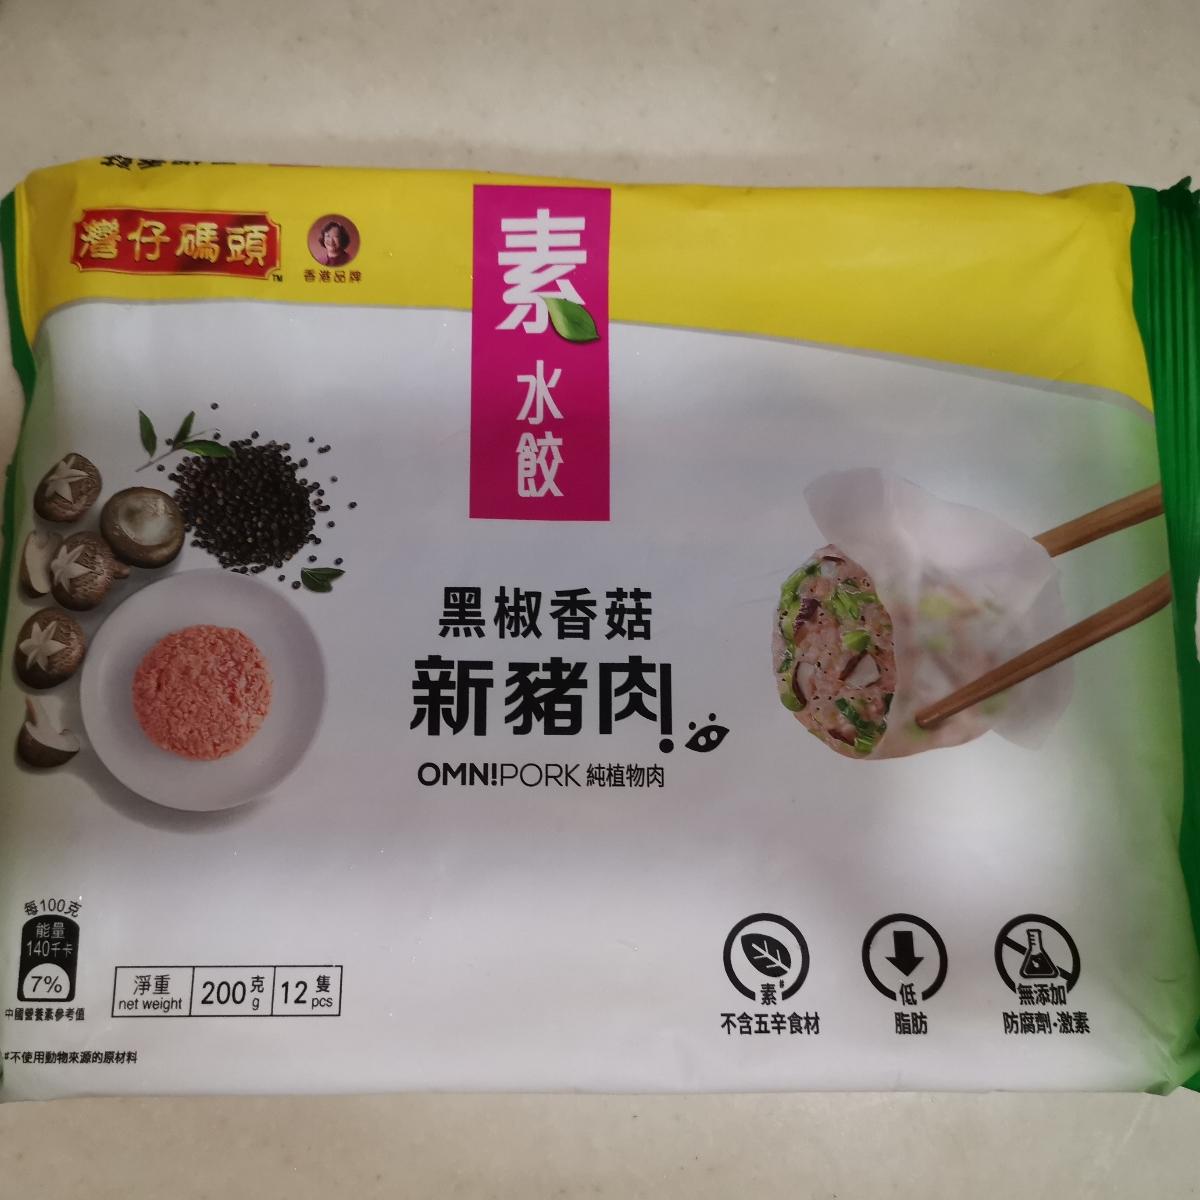 灣仔碼頭
TM
香港品牌
素
水餃
黑椒香菇
新豬肉
OMN!PORK 純植物肉
每100克
能量
140千卡
7%
中國營養素參考值
淨重
net weight
200克
g
12隻
pcs
#不使用動物來源的原材料
素#
不含五辛食材
低
脂肪
無添加
防腐劑·激素